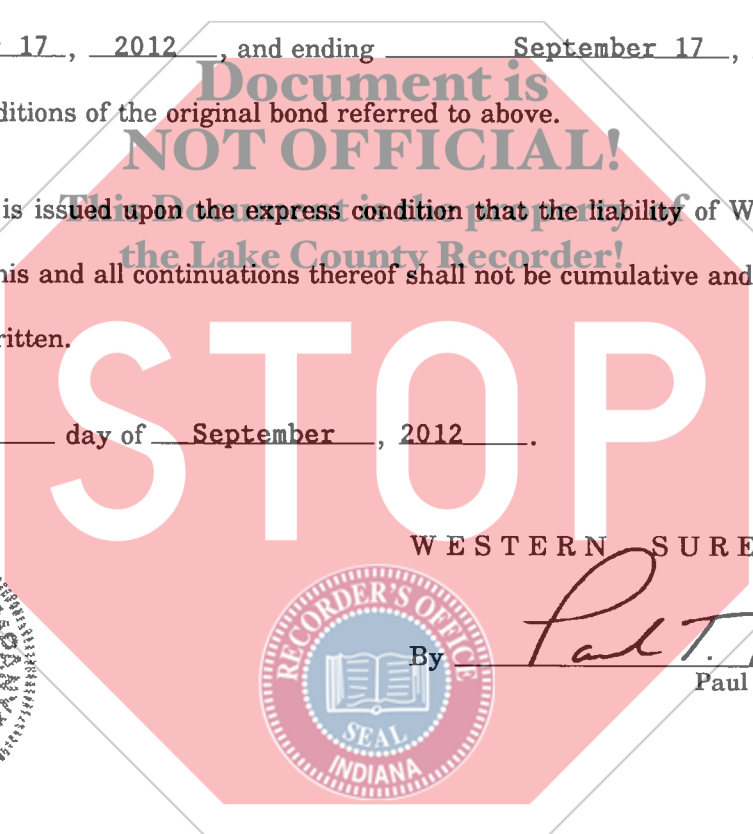 17, 2012, and ending September 17,
Document is
ditions of the original bond referred to above.
NOT OFFICIAL!
This Document is the property of
is issued upon the express condition that the liability of W
the Lake County Recorder!
his and all continuations thereof shall not be cumulative and
ritten.
STOP
day of September, 2012.
WESTERN SURE
RECORDER'S OFFICE
By Paul T.
Paul
SEAL
INDIANA